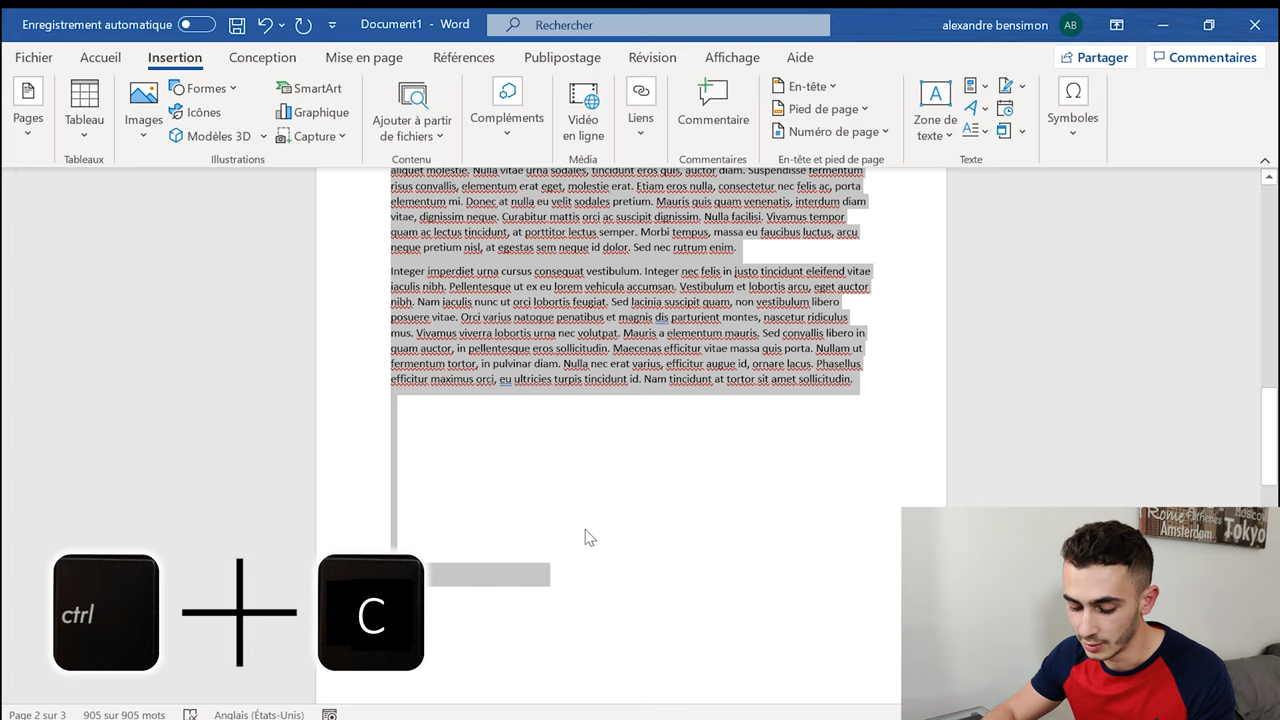 Enregistrement automatique
Document1 - Word
Rechercher
alexandre bensimon
AB
Fichier
Accueil
Insertion
Conception
Mise en page
Références
Publipostage
Révision
Affichage
Aide
Partager
Commentaires
Pages
Tableau
Images
Formes
Icônes
Modèles 3D
SmartArt
Graphique
Capture
Ajouter à partir
de fichiers
Compléments
Vidéo
en ligne
Liens
Commentaire
En-tête
Pied de page
Numéro de page
Zone de
texte
A
Ω
Symboles
Tableaux
Illustrations
Contenu
Média
Commentaires
En-tête et pied de page
Texte
aliquet molestie. Nulla vitae urna sodales, tincidunt eros quis, auctor diam. Suspendisse fermentum
risus convallis, elementum erat eget, molestie erat. Etiam eros nulla, consectetur nec felis ac, porta
elementum mi. Donec at nulla eu velit sodales pretium. Mauris quis quam venenatis, interdum diam
vitae, dignissim neque. Curabitur mattis orci ac suscipit dignissim. Nulla facilisi. Vivamus tempor
quam ac lectus tincidunt, at porttitor lectus semper. Morbi tempus, massa eu faucibus luctus, arcu
neque pretium nisl, at egestas sem neque id dolor. Sed nec rutrum enim.
Integer imperdiet urna cursus consequat vestibulum. Integer nec felis in justo tincidunt eleifend vitae
iaculis nibh. Pellentesque ut ex eu lorem vehicula accumsan. Vestibulum et lobortis arcu, eget auctor
nibh. Nam iaculis nunc ut orci lobortis feugiat. Sed lacinia suscipit quam, non vestibulum libero
posuere vitae. Orci varius natoque penatibus et magnis dis parturient montes, nascetur ridiculus
mus. Vivamus viverra lobortis urna nec volutpat. Mauris a elementum mauris. Sed convallis libero in
quam auctor, in pellentesque eros sollicitudin. Maecenas efficitur vitae massa quis porta. Nullam ut
fermentum tortor, in pulvinar diam. Nulla nec erat varius, efficitur augue id, ornare lacus. Phasellus
efficitur maximus orci, eu ultricies turpis tincidunt id. Nam tincidunt at tortor sit amet sollicitudin.
Rome
Athenes
Moscou
Amsterdam
Tokyo
ctrl
+
C
Page 2 sur 3
905 sur 905 mots
Anglais (États-Unis)